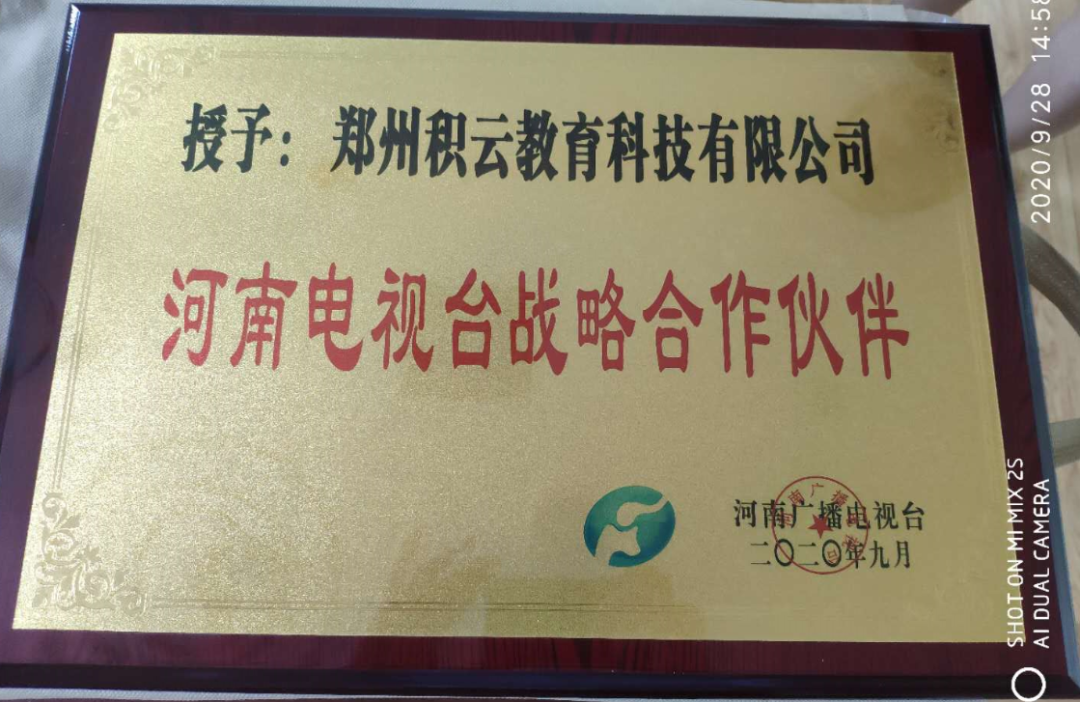 授予：郑州积云教育科技有限公司
河南电视台战略合作伙伴
河南广播电视台
二〇二〇年九月
2020/9/28 14:58
SHOT ON MI MIX 2S
AI DUAL CAMERA